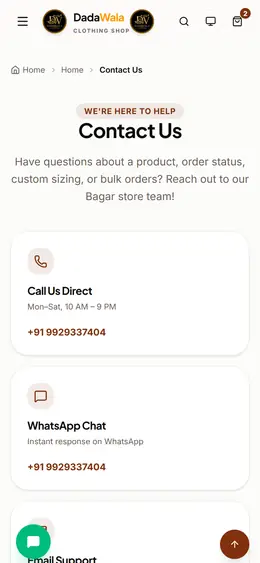 DadaWala
CLOTHING SHOP
2
Home > Home > Contact Us
WE'RE HERE TO HELP
Contact Us
Have questions about a product, order status,
custom sizing, or bulk orders? Reach out to our
Bagar store team!
Call Us Direct
Mon–Sat, 10 AM – 9 PM
+91 9929337404
WhatsApp Chat
Instant response on WhatsApp
+91 9929337404
Email Support